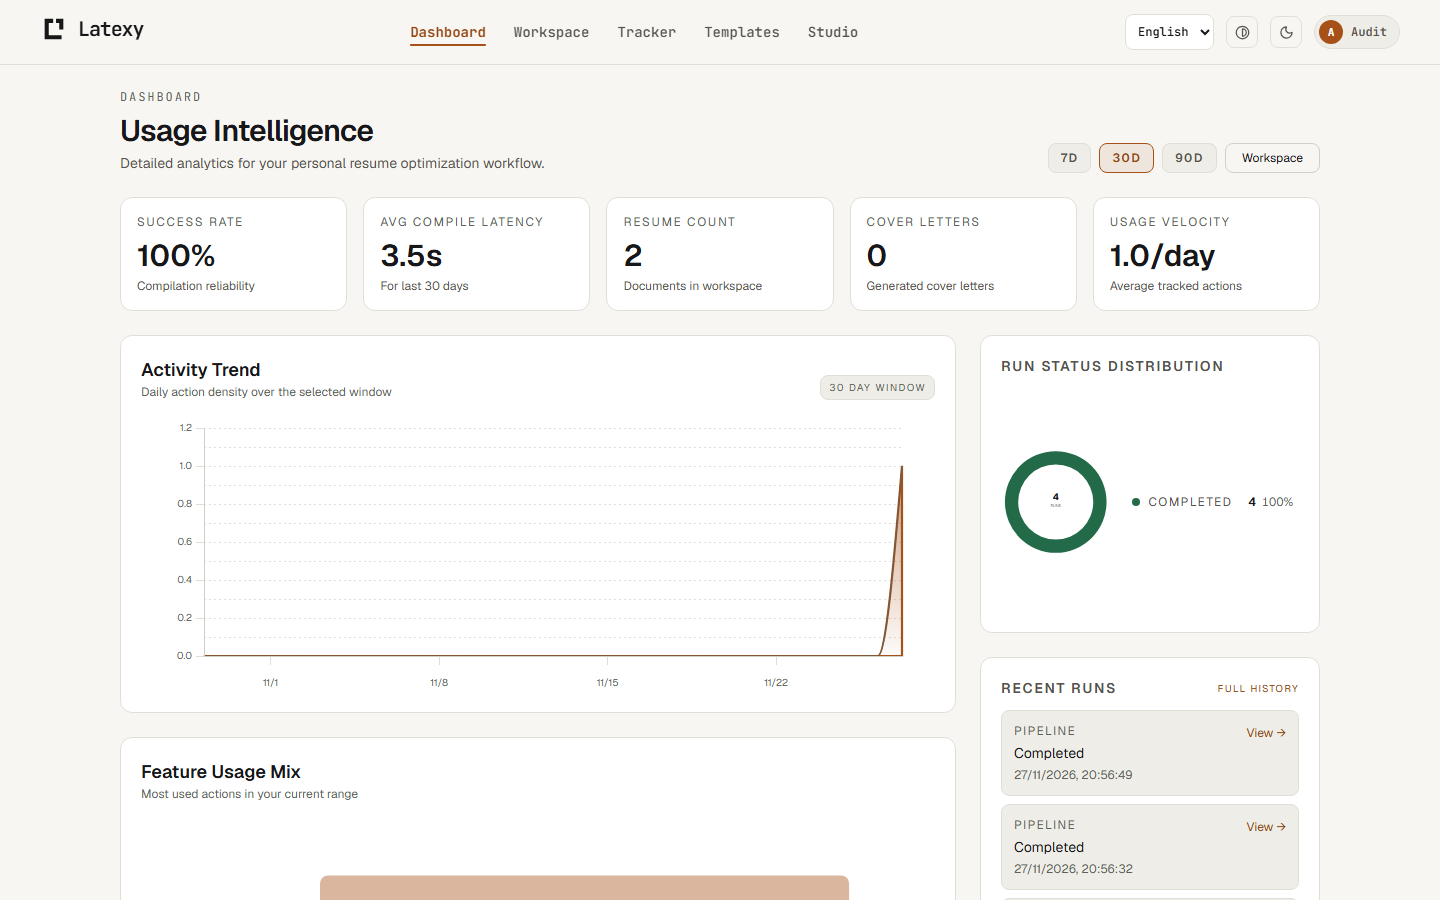 Latexy
Dashboard
Workspace
Tracker
Templates
Studio
English
A
Audit
DASHBOARD
Usage Intelligence
Detailed analytics for your personal resume optimization workflow.
7D
30D
90D
Workspace
SUCCESS RATE
100%
Compilation reliability
AVG COMPILE LATENCY
3.5s
For last 30 days
RESUME COUNT
2
Documents in workspace
COVER LETTERS
0
Generated cover letters
USAGE VELOCITY
1.0/day
Average tracked actions
Activity Trend
Daily action density over the selected window
30 DAY WINDOW
1.2
1.0
0.8
0.6
0.4
0.2
0.0
11/1
11/8
11/15
11/22
RUN STATUS DISTRIBUTION
4
COMPLETED 4 100%
RECENT RUNS
FULL HISTORY
PIPELINE
View →
Completed
27/11/2026, 20:56:49
PIPELINE
View →
Completed
27/11/2026, 20:56:32
Feature Usage Mix
Most used actions in your current range